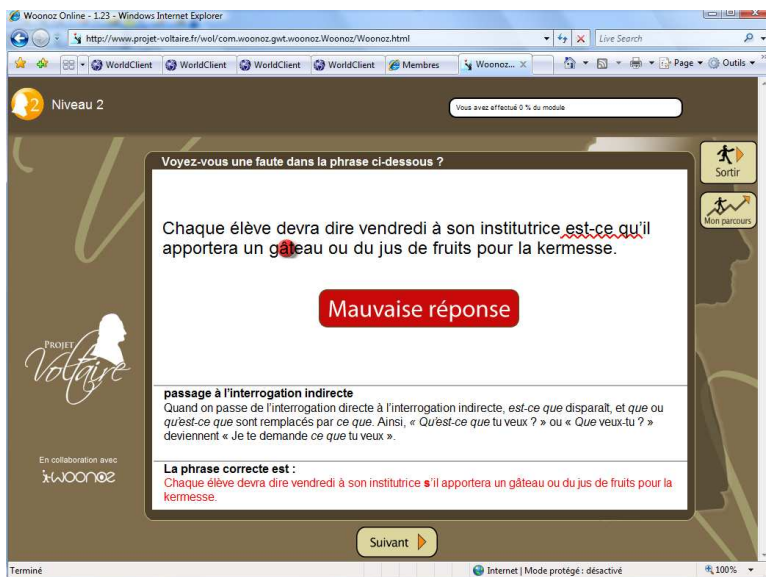 Woonoz Online - 1.23 - Windows Internet Explorer
http://www.projet-voltaire.fr/wol/com.woonoz.gwt.woonoz.Woonoz/Woonoz.html
Live Search
WorldClient WorldClient WorldClient WorldClient Membres Woonoz... Page Outils
2 Niveau 2
Vous avez effectué 0 % du module
Voyez-vous une faute dans la phrase ci-dessous ?
Sortir
Mon parcours
Chaque élève devra dire vendredi à son institutrice est-ce qu'il
apportera un gâteau ou du jus de fruits pour la kermesse.
Mauvaise réponse
PROJET
Voltaire
passage à l'interrogation indirecte
Quand on passe de l'interrogation directe à l'interrogation indirecte, est-ce que disparaît, et que ou
qu'est-ce que sont remplacés par ce que. Ainsi, « Qu'est-ce que tu veux ? » ou « Que veux-tu ? »
deviennent « Je te demande ce que tu veux ».
En collaboration avec
woonoz
La phrase correcte est :
Chaque élève devra dire vendredi à son institutrice s'il apportera un gâteau ou du jus de fruits pour la
kermesse.
Suivant
Terminé
Internet | Mode protégé : désactivé
100%